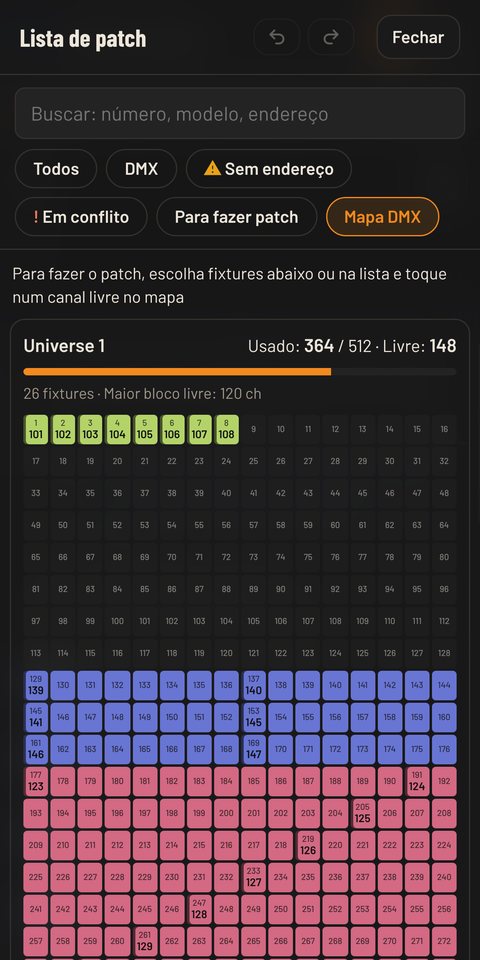 Lista de patch
Fechar
Buscar: número, modelo, endereço
Todos
DMX
Sem endereço
! Em conflito
Para fazer patch
Mapa DMX
Para fazer o patch, escolha fixtures abaixo ou na lista e toque
num canal livre no mapa
Universe 1
Usado: 364 / 512 · Livre: 148
26 fixtures · Maior bloco livre: 120 ch
1 2 3 4 5 6 7 8 9 10 11 12 13 14 15 16
101 102 103 104 105 106 107 108
17 18 19 20 21 22 23 24 25 26 27 28 29 30 31 32
33 34 35 36 37 38 39 40 41 42 43 44 45 46 47 48
49 50 51 52 53 54 55 56 57 58 59 60 61 62 63 64
65 66 67 68 69 70 71 72 73 74 75 76 77 78 79 80
81 82 83 84 85 86 87 88 89 90 91 92 93 94 95 96
97 98 99 100 101 102 103 104 105 106 107 108 109 110 111 112
113 114 115 116 117 118 119 120 121 122 123 124 125 126 127 128
129 130 131 132 133 134 135 136 137 138 139 140 141 142 143 144
139 140
145 146 147 148 149 150 151 152 153 154 155 156 157 158 159 160
141 145
161 162 163 164 165 166 167 168 169 170 171 172 173 174 175 176
146 147
177 178 179 180 181 182 183 184 185 186 187 188 189 190 191 192
123 124
193 194 195 196 197 198 199 200 201 202 203 204 205 206 207 208
125
209 210 211 212 213 214 215 216 217 218 219 220 221 222 223 224
126
225 226 227 228 229 230 231 232 233 234 235 236 237 238 239 240
127
241 242 243 244 245 246 247 248 249 250 251 252 253 254 255 256
128
257 258 259 260 261 262 263 264 265 266 267 268 269 270 271 272
129